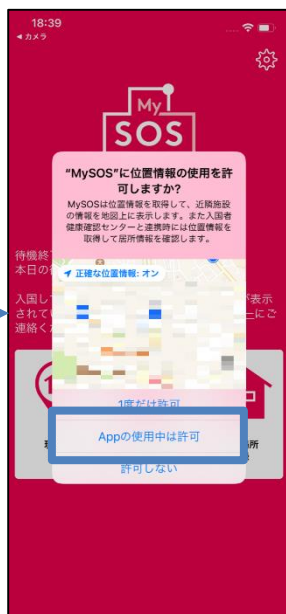 18:39
カメラ
My
SOS
"MySOS"に位置情報の使用を許
可しますか?
MySOSは位置情報を取得して、近隣施設
の情報を地図上に表示します。また入国者
健康確認センターと連携時には位置情報を
取得して居所情報を確認します。
待機終
本日の
正確な位置情報: オン
入国し
表示
されてい
にご
連絡く
1度だけ許可
Appの使用中は許可
所
許可しない